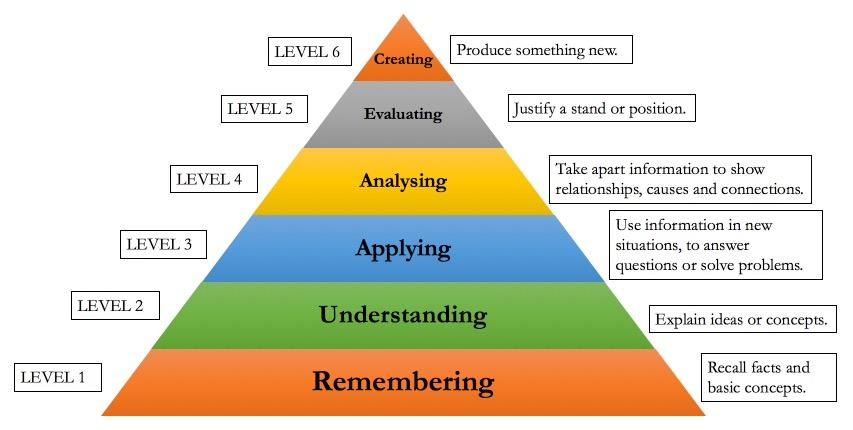 LEVEL 6
Creating
Produce something new.
LEVEL 5
Evaluating
Justify a stand or position.
LEVEL 4
Analysing
Take apart information to show
relationships, causes and connections.
LEVEL 3
Applying
Use information in new
situations, to answer
questions or solve problems.
LEVEL 2
Understanding
Explain ideas or concepts.
LEVEL 1
Remembering
Recall facts and
basic concepts.